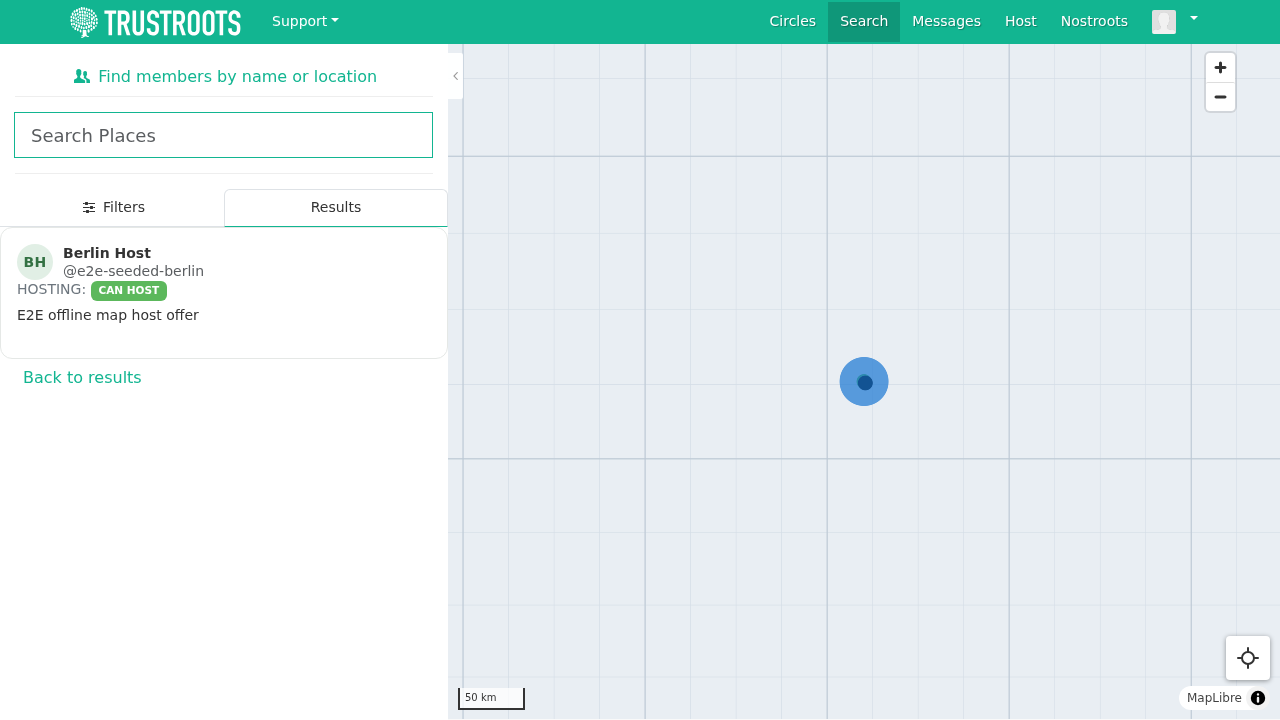 TRUSTROOTS
Support
Circles
Search
Messages
Host
Nostroots
Find members by name or location
Search Places
Filters
Results
BH
Berlin Host
@e2e-seeded-berlin
HOSTING: CAN HOST
E2E offline map host offer
Back to results
50 km
MapLibre